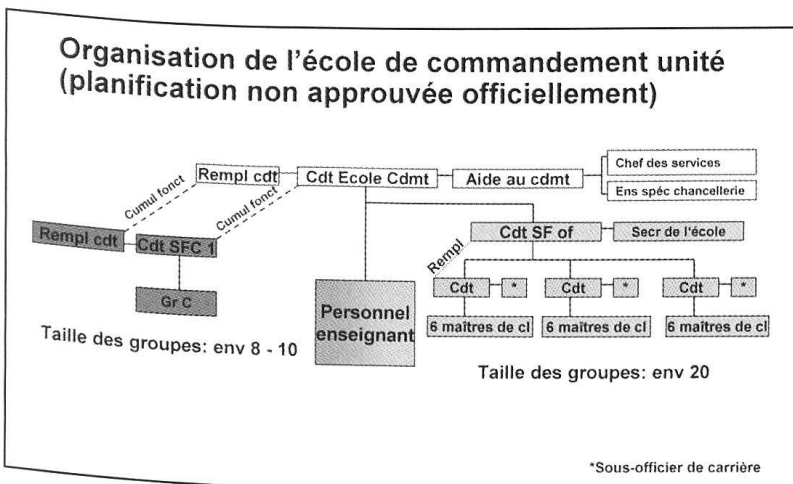 Organisation de l'école de commandement unité
(planification non approuvée officiellement)
Rempl cdt
Cdt Ecole Cdmt
Aide au cdmt
Chef des services
Ens spéc chancellerie
Cumul fonct
Cumul fonct
Rempl cdt
Cdt SFC 1
Gr C
Taille des groupes: env 8 - 10
Personnel
enseignant
Cdt SF of
Secr de l'école
Rempl
Cdt
*
Cdt
*
Cdt
*
6 maîtres de cl
6 maîtres de cl
6 maîtres de cl
Taille des groupes: env 20
*Sous-officier de carrière